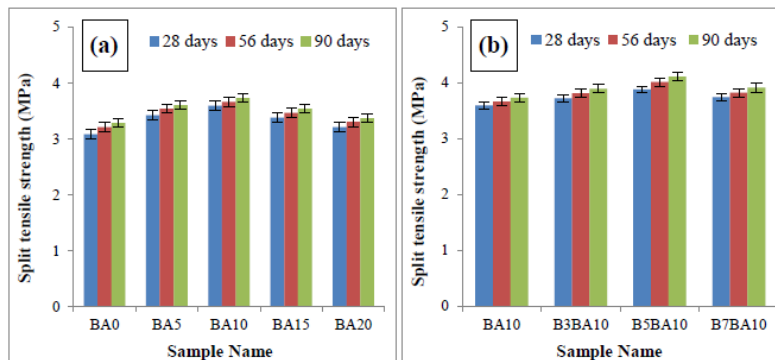 (a)
28 days 56 days 90 days
Split tensile strength (MPa)
5
4
3
2
1
0
BA0 BA5 BA10 BA15 BA20
Sample Name
(b)
28 days 56 days 90 days
Split tensile strength (MPa)
5
4
3
2
1
0
BA10 B3BA10 B5BA10 B7BA10
Sample Name